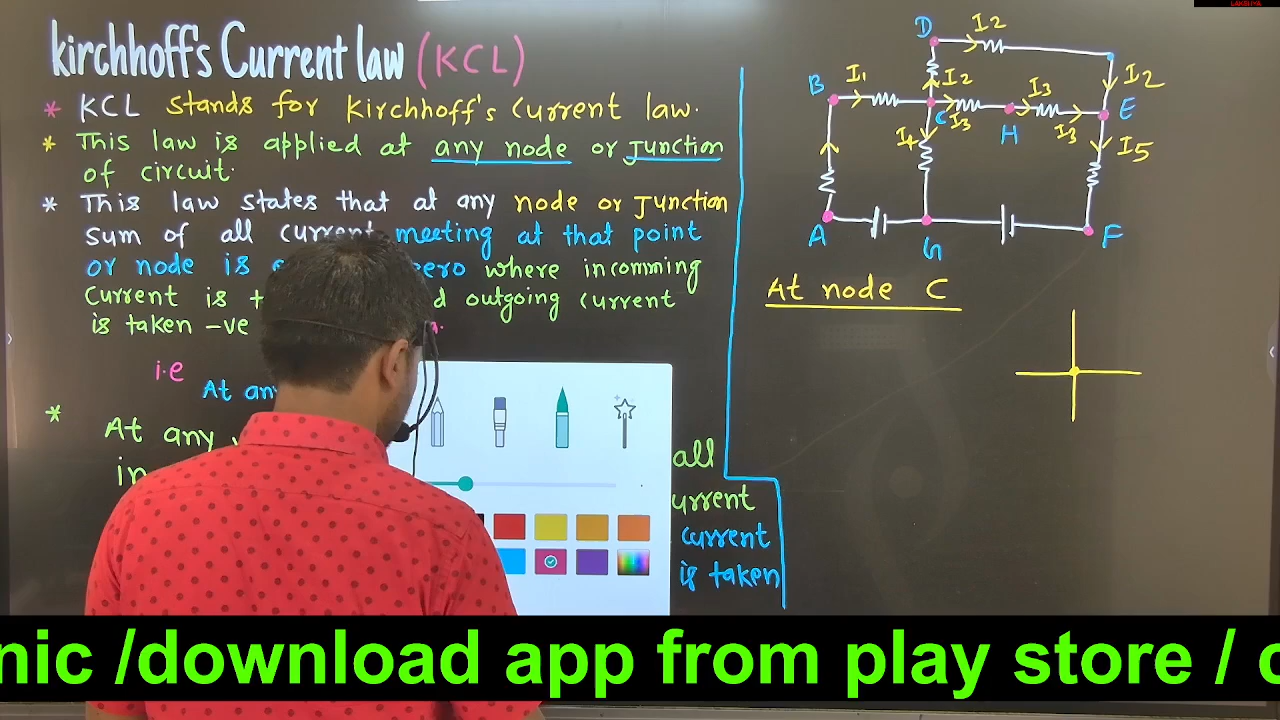 LAKSHYA
kirchhoff's Current law (KCL)
* KCL stands for Kirchhoff's Current law.
* This law is applied at any node or junction
of circuit.
* This law states that at any node or junction
sum of all current meeting at that point
or node is zero where incomming
current is + outgoing current
is taken -ve
i.e
At any
* At any all
in
current
current
is taken
D I2
B I1 I2 I3 I2
C I3 H I3 E
I4 I5
A G F
At node C
nic /download app from play store /